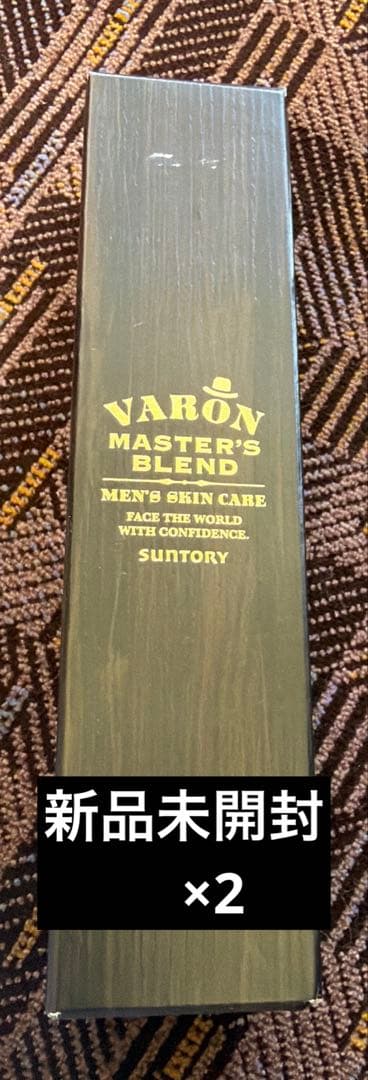 VARON
MASTER'S
BLEND
MEN'S SKIN CARE
FACE THE WORLD
WITH CONFIDENCE.
SUNTORY
新品未開封
×2